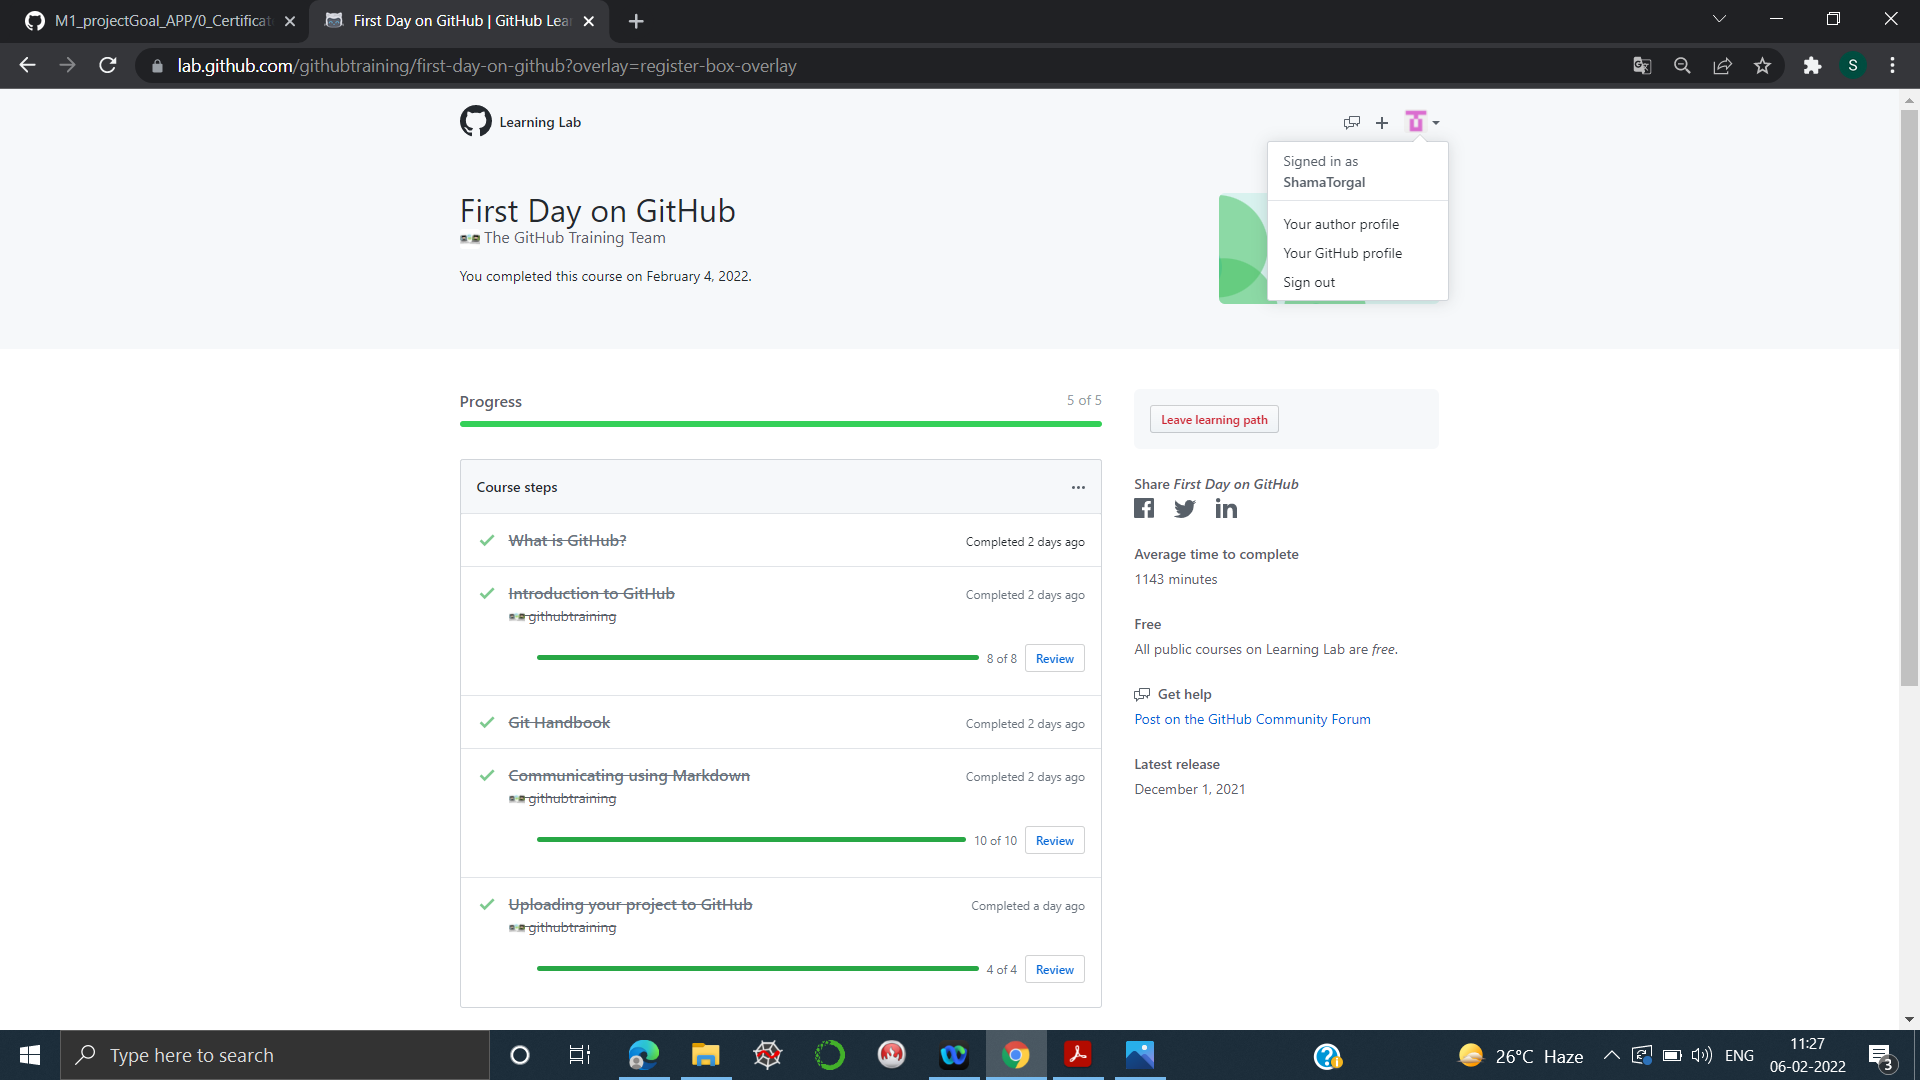 M1_projectGoal_APP/0_Certificat
First Day on GitHub | GitHub Lea
lab.github.com/githubtraining/first-day-on-github?overlay=register-box-overlay
S
Learning Lab
Signed in as
ShamaTorgal
Your author profile
Your GitHub profile
Sign out
First Day on GitHub
The GitHub Training Team
You completed this course on February 4, 2022.
Progress
5 of 5
Leave learning path
Course steps
What is GitHub?
Completed 2 days ago
Introduction to GitHub
Completed 2 days ago
githubtraining
8 of 8
Review
Git Handbook
Completed 2 days ago
Communicating using Markdown
Completed 2 days ago
githubtraining
10 of 10
Review
Uploading your project to GitHub
Completed a day ago
githubtraining
4 of 4
Review
Share First Day on GitHub
Average time to complete
1143 minutes
Free
All public courses on Learning Lab are free.
Get help
Post on the GitHub Community Forum
Latest release
December 1, 2021
Type here to search
26°C Haze
ENG
11:27
06-02-2022
3